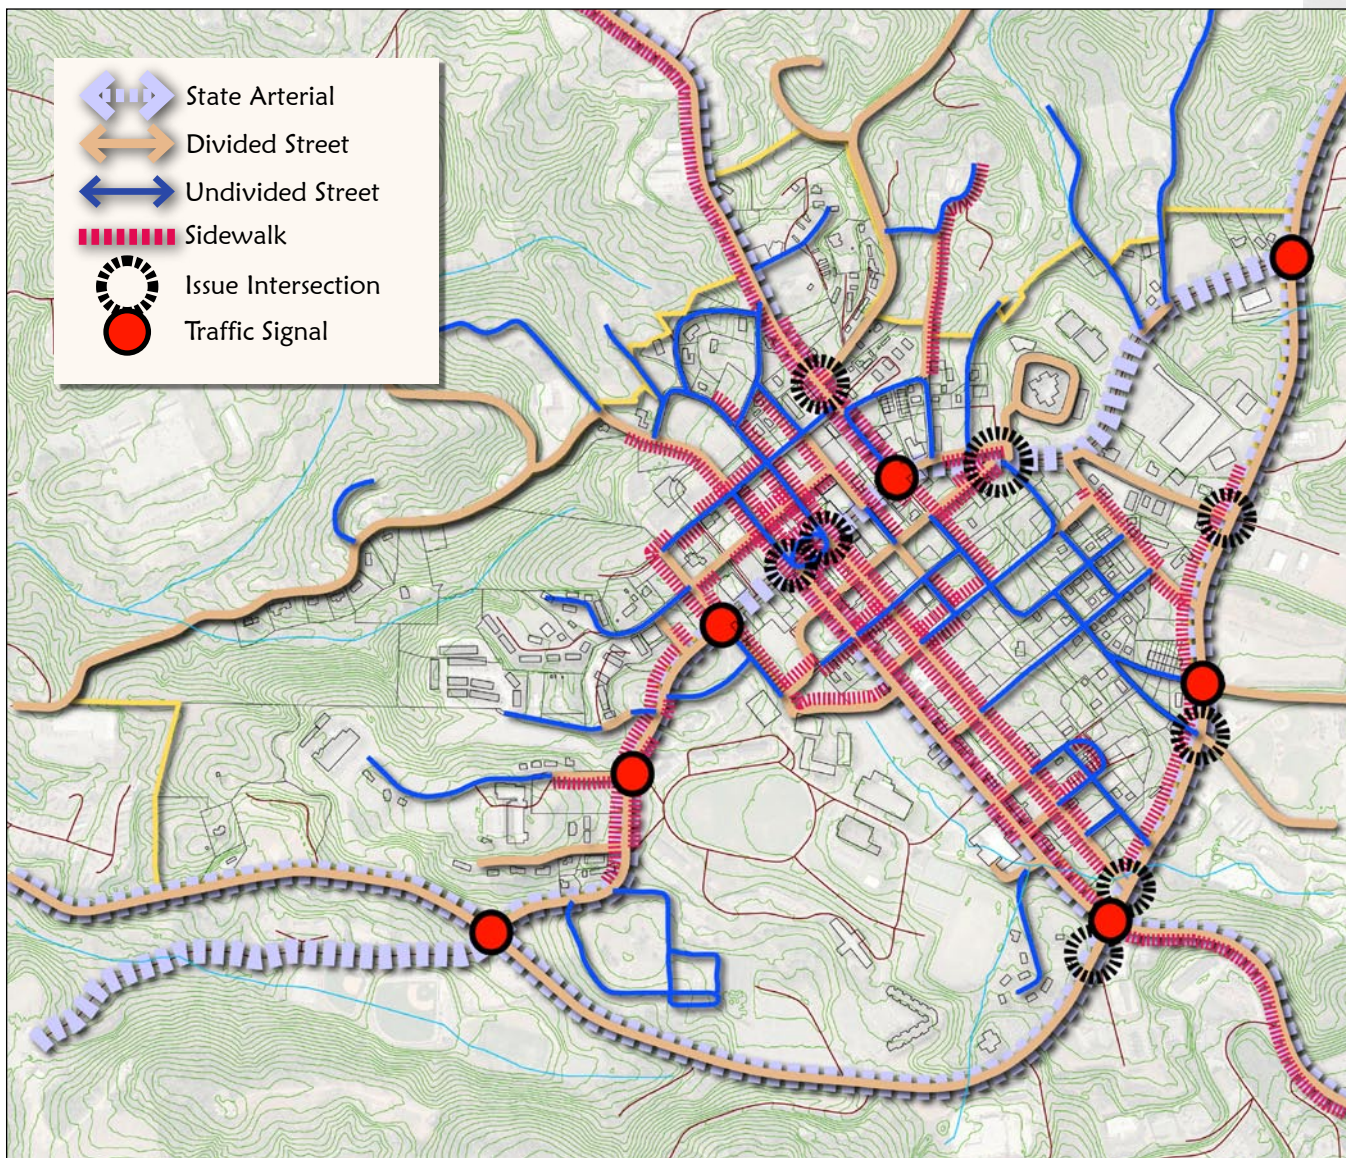 State Arterial
Divided Street
Undivided Street
Sidewalk
Issue Intersection
Traffic Signal